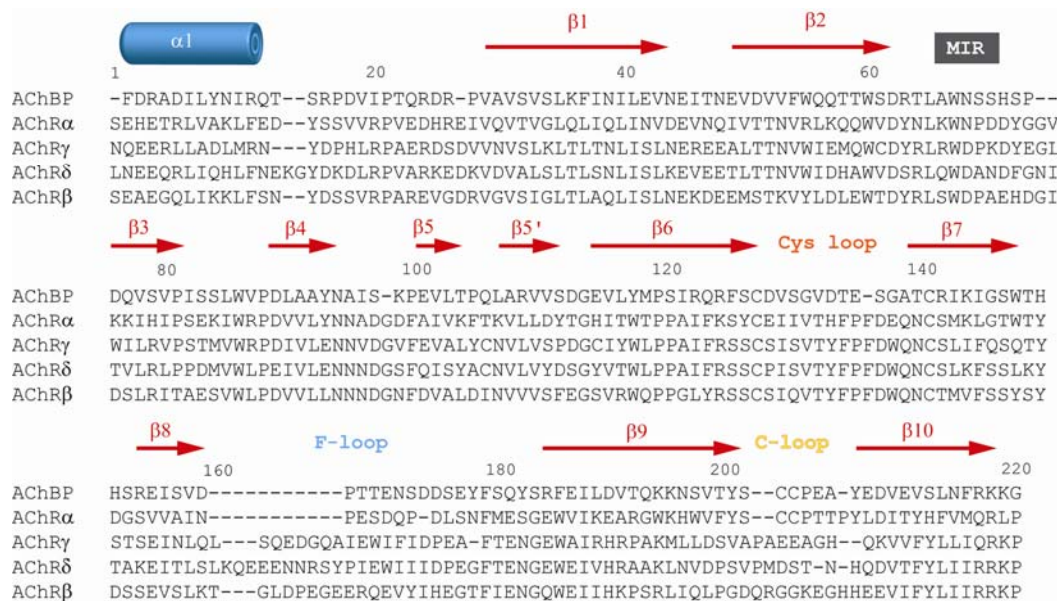 α1 β1 β2 MIR
1 20 40 60
AChBP -FDRADILYNIRQT--SRPDVIPTQRDR-PVAVSVSLKFINILEVNEITNEVDVVFWQQTTWSDRTLAWNSSHSP--
AChRα SEHETRLVAKLFED--YSSVVRPVEDHREIVQVTVGLQLIQLINVDEVNQIVTTNVRLKQQWVDYNLKWNPDDYGGV
AChRγ NQEERLLADLMRN---YDPHLRPAERDSDVVNVSLKLTLTNLISLNEREEALTTNVWIEMQWCDYRLRWDPKDYEGL
AChRδ LNEEQRLIQHLFNEKGYDKDLRPVARKEDKVDVALSLTLSNLISLKEVEETLTTNVWIDHAWVDSRLQWDANDFGNI
AChRβ SEAEGQLIKKLFSN--YDSSVRPAREVGDRVGVSIGLTLAQLISLNEKDEEMSTKVYLDLEWTDYRLSWDPAEHDGI
β3 β4 β5 β5' β6 Cys loop β7
80 100 120 140
AChBP DQVSVPISSLWVPDLAAYNAIS-KPEVLTPQLARVVSDGEVLYMPSIRQRFSCDVSGVDTE-SGATCRIKIGSWTH
AChRα KKIHIPSEKIWRPDVVLYNNADGDFAIVKFTKVLLDYTGHITWTPPAIFKSYCEIIVTHFPFDEQNCSMKLGTWTY
AChRγ WILRVPSTMVWRPDIVLENNVDGVFEVALYCNVLVSPDGCIYWLPPAIFRSSCSISVTYFPFDWQNCSLIFQSQTY
AChRδ TVLRLPPDMVWLPEIVLENNNDGSFQISYACNVLVYDSGYVTWLPPAIFRSSCPISVTYFPFDWQNCSLKFSSLKY
AChRβ DSLRITAESVWLPDVVLLNNNDGNFDVALDINVVVSFEGSVRWQPPGLYRSSCSIQVTYFPFDWQNCTMVFSSYSY
β8 F-loop β9 C-loop β10
160 180 200 220
AChBP HSREISVD------------PTTENSDDSEYFSQYSRFEILDVTQKKNSVTYS--CCPEA-YEDVEVSLNFRKKG
AChRα DGSVVAIN------------PESDQP-DLSNFMESGEWVIKEARGWKHWVFYS--CCPTTPYLDITYHFVMQRLP
AChRγ STSEINLQL---SQEDGQAIEWIFIDPEA-FTENGEWAIRHRPAKMLLDSVAPAEEAGH--QKVVFYLLIQRKP
AChRδ TAKEITLSLKQEEENNRSYPIEWIIIDPEGFTENGEWEIVHRAAKLNVDPSVPMDST-N-HQDVTFYLIIRRKP
AChRβ DSSEVSLKT---GLDPEGEERQEVYIHEGTFIENGQWEIIHKPSRLIQLPGDQRGGKEGHHEEVIFYLIIRRKP